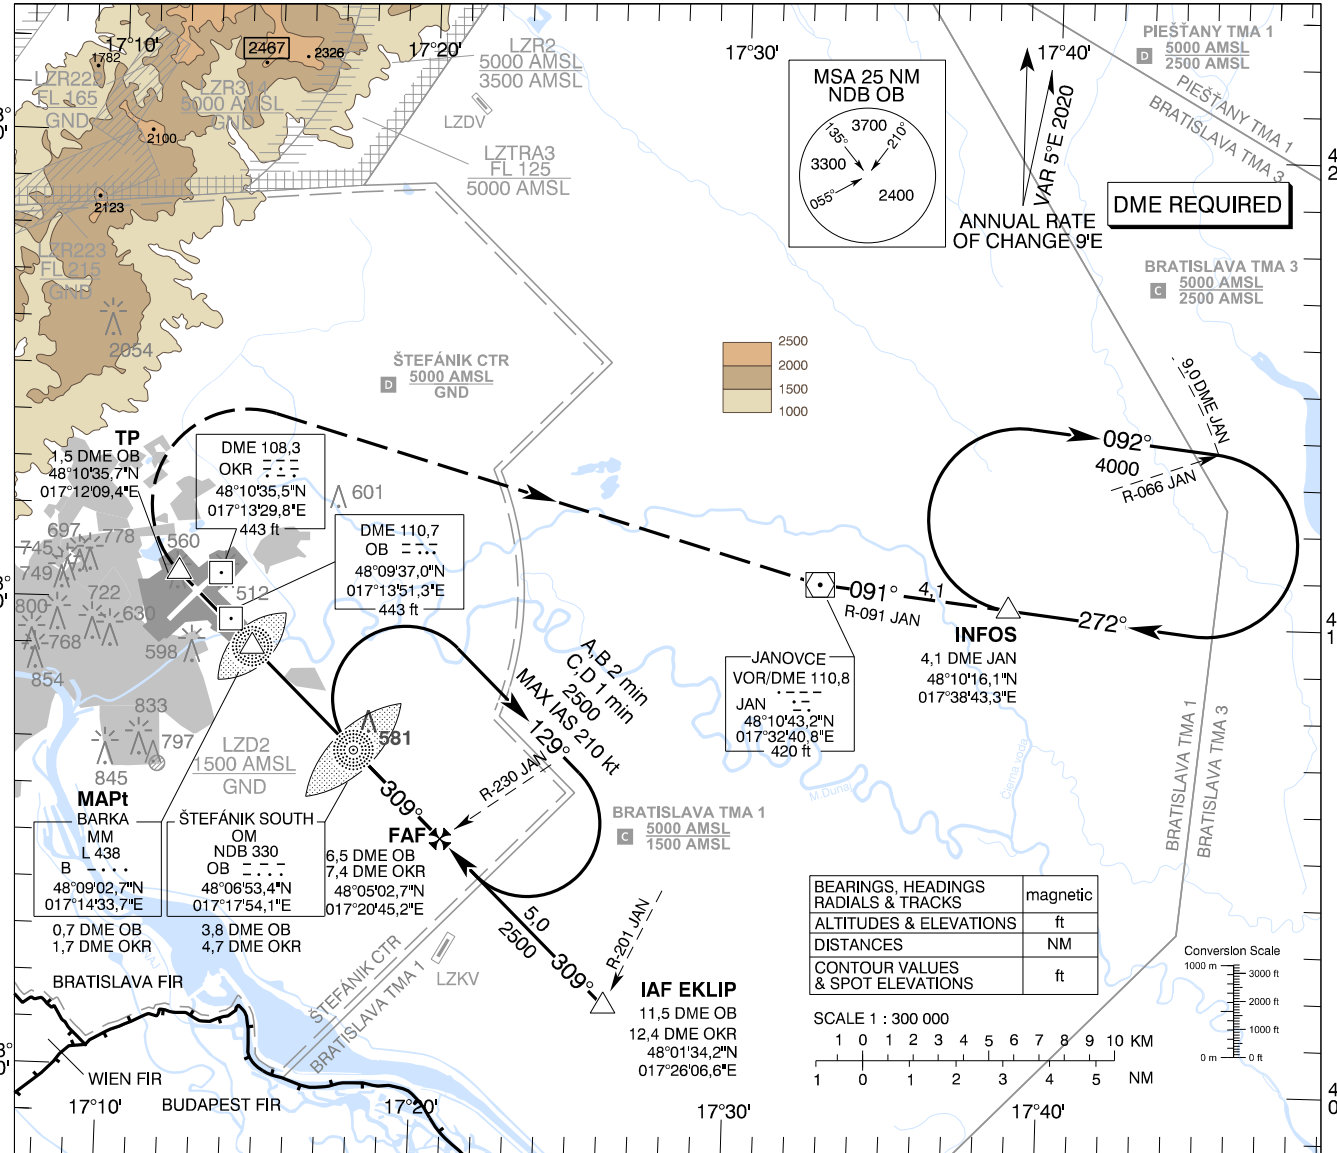 17°10'
2467
2326
17°20'
17°30'
17°40'
1782
LZR222
FL 165
GND
LZR314
5000 AMSL
GND
2100
LZR2
5000 AMSL
3500 AMSL
LZDV
LZTRA3
FL 125
5000 AMSL
MSA 25 NM
NDB OB
3700
135°
210°
3300
055°
2400
VAR 5°E 2020
ANNUAL RATE
OF CHANGE 9'E
PIEŠŤANY TMA 1
D
5000 AMSL
2500 AMSL
PIEŠŤANY TMA 1
BRATISLAVA TMA 3
DME REQUIRED
BRATISLAVA TMA 3
C
5000 AMSL
2500 AMSL
2123
LZR223
FL 215
GND
2054
ŠTEFÁNIK CTR
D
5000 AMSL
GND
2500
2000
1500
1000
9,0 DME JAN
092°
4000
R-066 JAN
TP
1,5 DME OB
48°10'35,7"N
017°12'09,4"E
DME 108,3
OKR
48°10'35,5"N
017°13'29,8"E
443 ft
601
DME 110,7
OB
48°09'37,0"N
017°13'51,3"E
443 ft
697
778
560
745
749
722
512
800
630
768
598
854
833
797
845
091°
4,1
R-091 JAN
INFOS
4,1 DME JAN
48°10'16,1"N
017°38'43,3"E
272°
JANOVCE
VOR/DME 110,8
JAN
48°10'43,2"N
017°32'40,8"E
420 ft
A,B 2 min
C,D 1 min
2500
MAX IAS 210 kt
129°
R-230 JAN
581
LZD2
1500 AMSL
GND
309°
M.Dunaj
Čierna voda
BRATISLAVA TMA 1
BRATISLAVA TMA 3
MAPt
BARKA
MM
L 438
B
48°09'02,7"N
017°14'33,7"E
0,7 DME OB
1,7 DME OKR
ŠTEFÁNIK SOUTH
OM
NDB 330
OB
48°06'53,4"N
017°17'54,1"E
3,8 DME OB
4,7 DME OKR
FAF
6,5 DME OB
7,4 DME OKR
48°05'02,7"N
017°20'45,2"E
BRATISLAVA TMA 1
C
5000 AMSL
1500 AMSL
5,0
2500
309°
R-201 JAN
LZKV
ŠTEFÁNIK CTR
BRATISLAVA TMA 1
IAF EKLIP
11,5 DME OB
12,4 DME OKR
48°01'34,2"N
017°26'06,6"E
BEARINGS, HEADINGS
RADIALS & TRACKS
magnetic
ALTITUDES & ELEVATIONS ft
DISTANCES NM
CONTOUR VALUES
& SPOT ELEVATIONS
ft
SCALE 1 : 300 000
1 0 1 2 3 4 5 6 7 8 9 10 KM
1 0 1 2 3 4 5 NM
Conversion Scale
1000 m
3000 ft
2000 ft
1000 ft
0 m
0 ft
BRATISLAVA FIR
WIEN FIR
BUDAPEST FIR
17°10'
17°20'
17°30'
17°40'